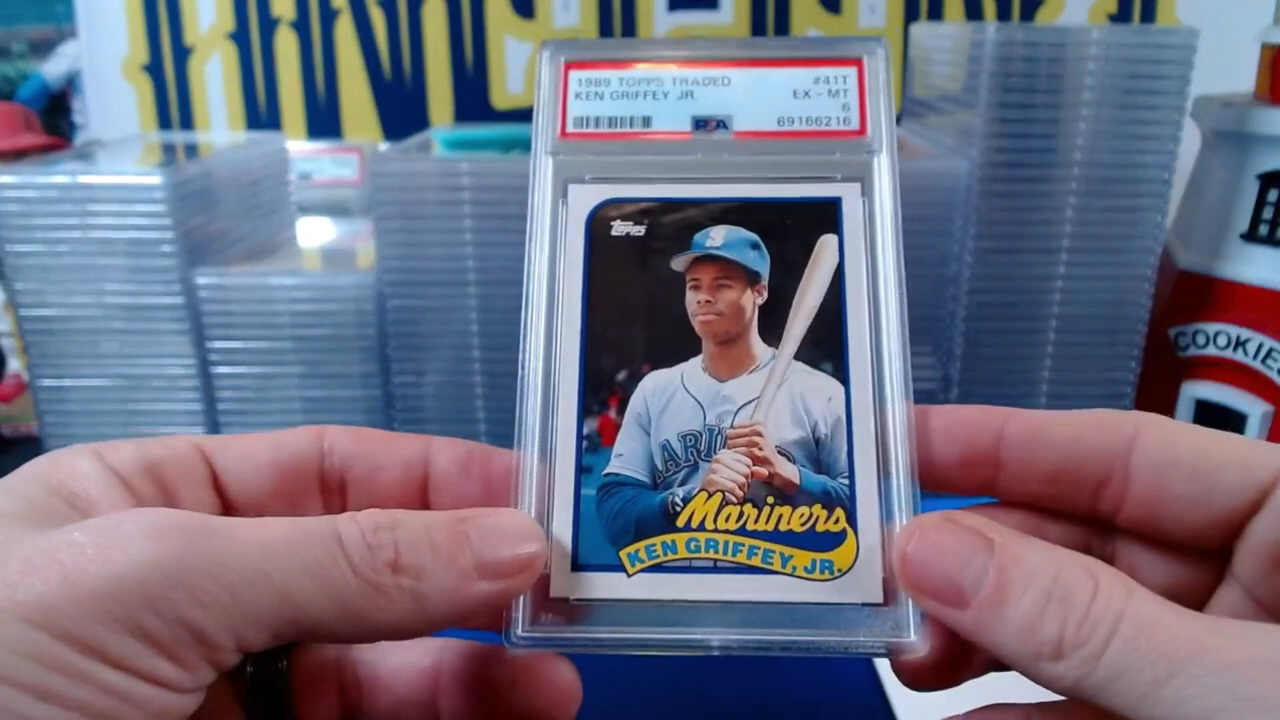 1989 TOPPS TRADED #41T
KEN GRIFFEY JR. EX - MT
6
PSA 69166216
Topps
Mariners
KEN GRIFFEY, JR.
COOKIES